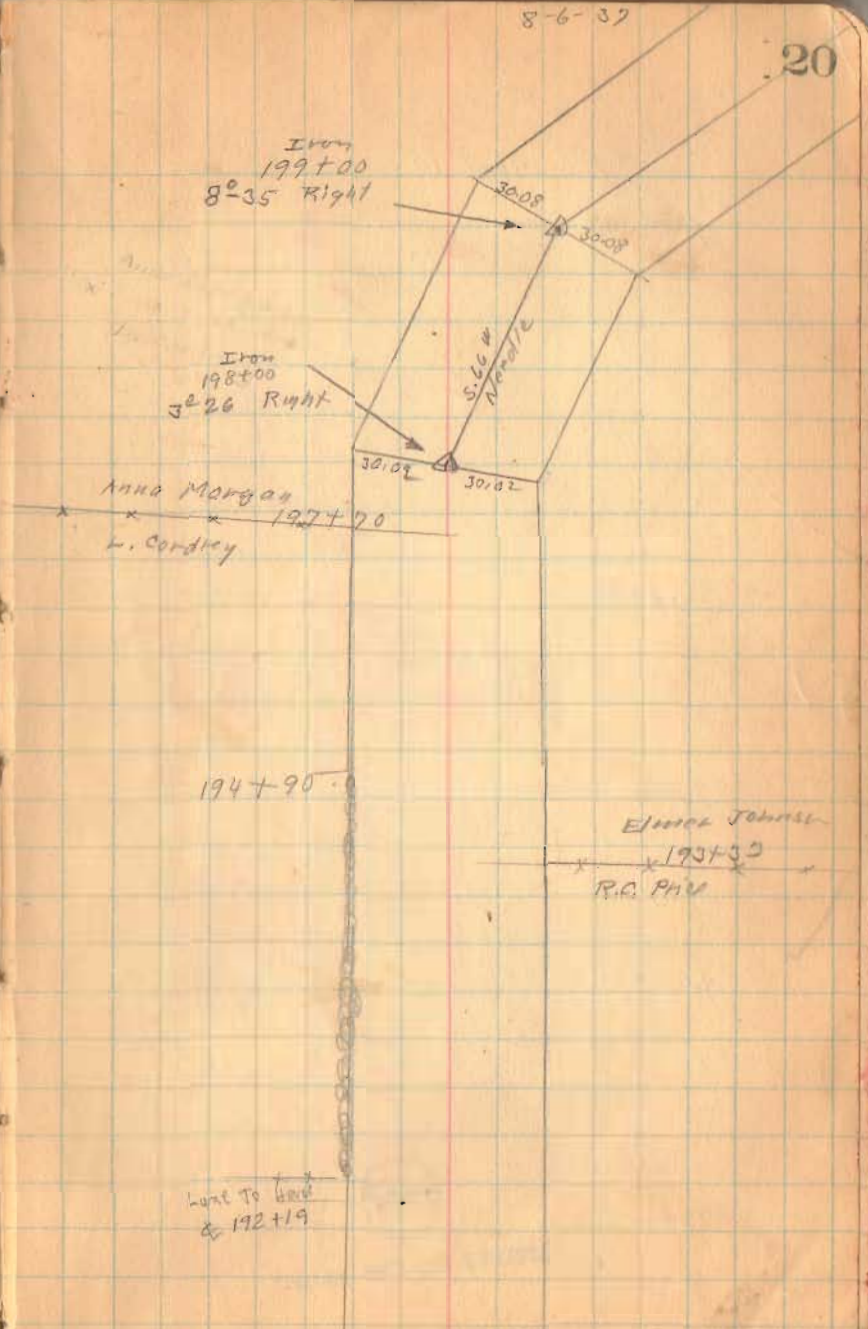 8-6-37
20
Iron
199+00
8°-35 Right
30.08
30.08
S.66 W
Needle
Iron
198+00
3°26 Right
30.02
30.02
Anna Morgan
197+70
L. Cordrey
194+90
Elmer Johnson
193+33
R.C. Price
To
192+19